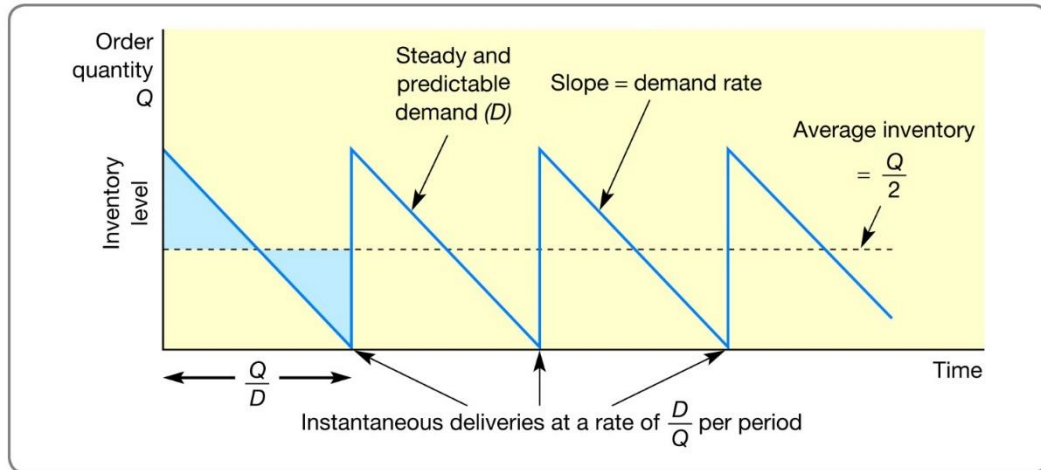 Order
quantity
Q
Inventory
level
Steady and
predictable
demand (D)
Slope = demand rate
Average inventory
= Q
2
Time
Q
D
Instantaneous deliveries at a rate of D/Q per period